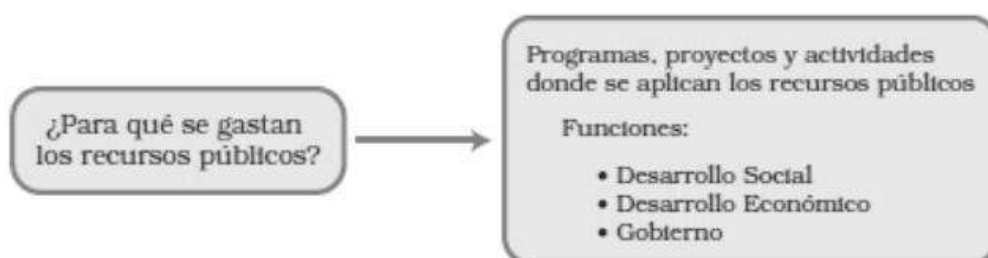 ¿Para qué se gastan
los recursos públicos?
Programas, proyectos y actividades
donde se aplican los recursos públicos
Funciones:
• Desarrollo Social
• Desarrollo Económico
• Gobierno